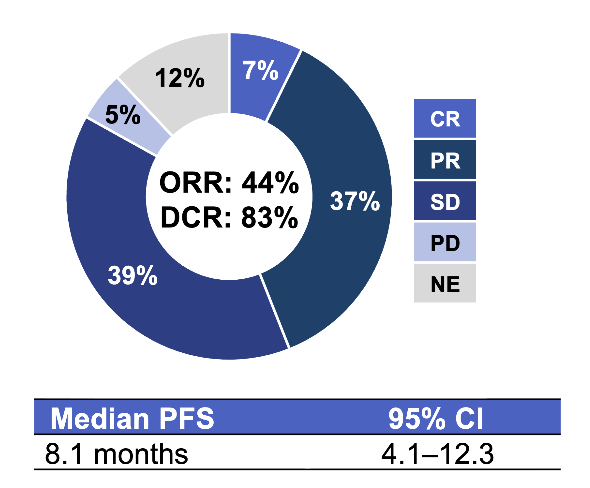 7%
12%
5%
ORR: 44%
DCR: 83%
37%
39%
CR
PR
SD
PD
NE
Median PFS 95% CI
8.1 months 4.1–12.3